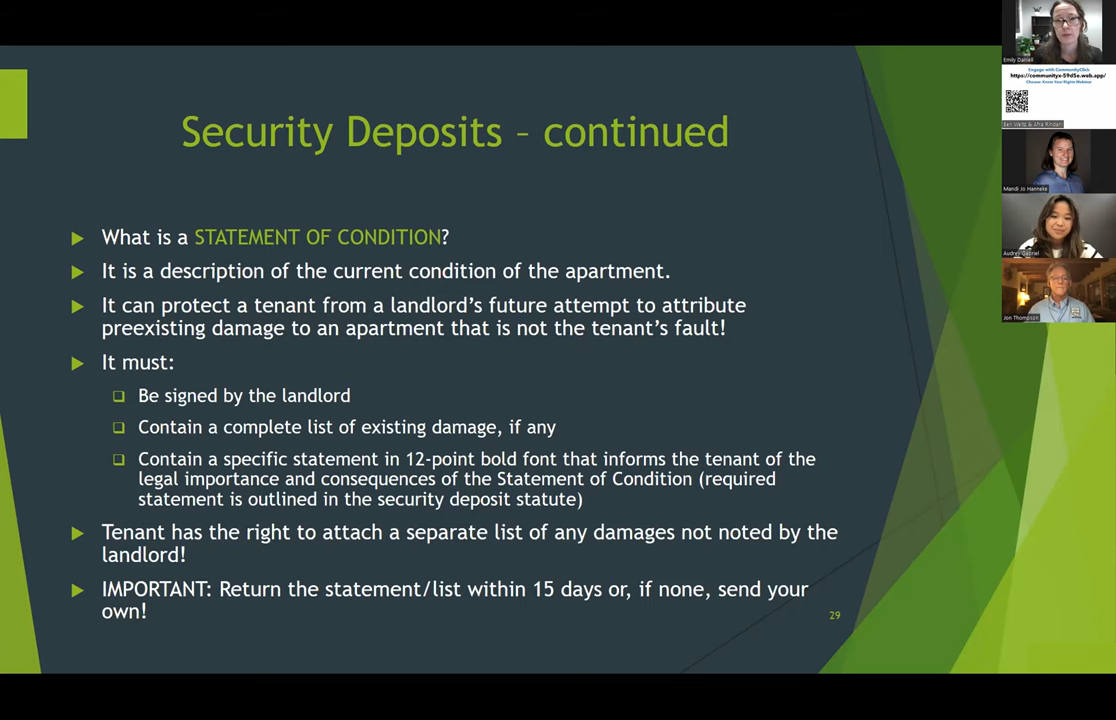 Security Deposits – continued
What is a STATEMENT OF CONDITION?
It is a description of the current condition of the apartment.
It can protect a tenant from a landlord's future attempt to attribute
preexisting damage to an apartment that is not the tenant's fault!
It must:
Be signed by the landlord
Contain a complete list of existing damage, if any
Contain a specific statement in 12-point bold font that informs the tenant of the
legal importance and consequences of the Statement of Condition (required
statement is outlined in the security deposit statute)
Tenant has the right to attach a separate list of any damages not noted by the
landlord!
IMPORTANT: Return the statement/list within 15 days or, if none, send your
own!
29
Emily Daniell
Engage with CommunityClick
https://communityx-59d5e.web.app/
Choose: Know Your Rights Webinar
Ben Weitz & Afra Rindani
Mandi Jo Hanneke
Audrey Gabriel
Jon Thompson